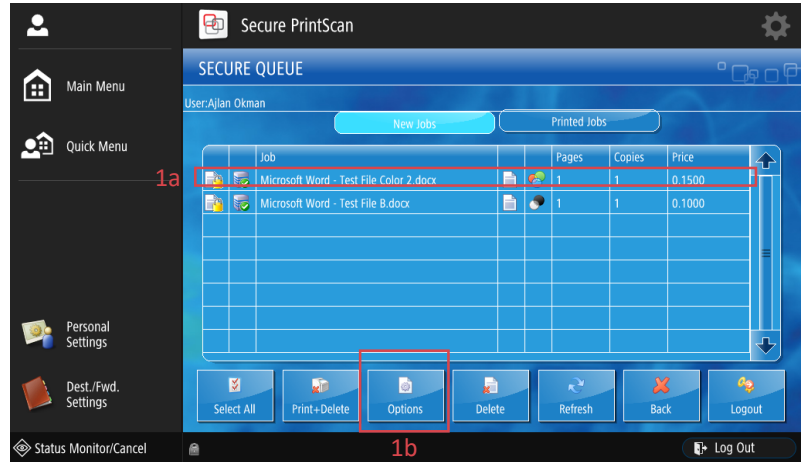 Secure PrintScan
SECURE QUEUE
Main Menu
User:Ajlan Okman
New Jobs
Printed Jobs
Quick Menu
Job Pages Copies Price
1a
Microsoft Word - Test File Color 2.docx 1 1 0.1500
Microsoft Word - Test File B.docx 1 1 0.1000
Personal
Settings
Dest./Fwd.
Settings
Select All
Print+Delete
Options
Delete
Refresh
Back
Logout
1b
Status Monitor/Cancel
Log Out